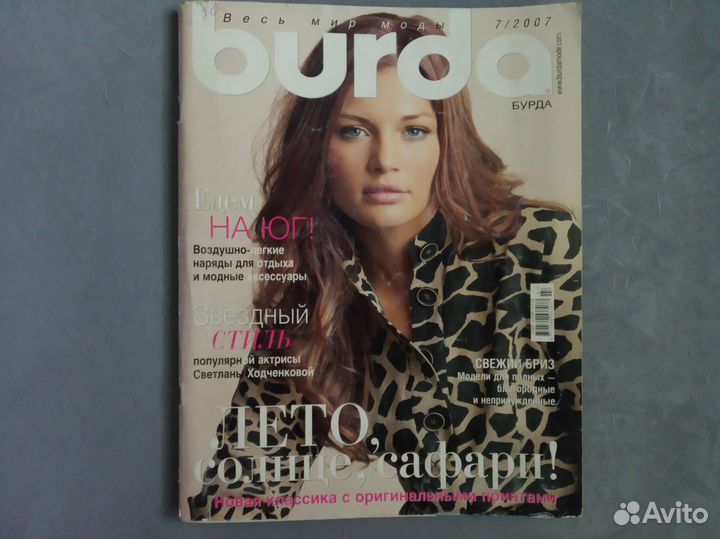 Весь мир моды 7/2007
burda
БУРДА
www.burdamode.com
Едем
НА ЮГ!
Воздушно-легкие
наряды для отдыха
и модные аксессуары
Звездный
СТИЛЬ
популярной актрисы
Светланы Ходченковой
СВЕЖИЙ БРИЗ
Модели для полных –
благородные
и непринужденные
ЛЕТО,
солнце, сафари!
Новая классика с оригинальными принтами
Avito